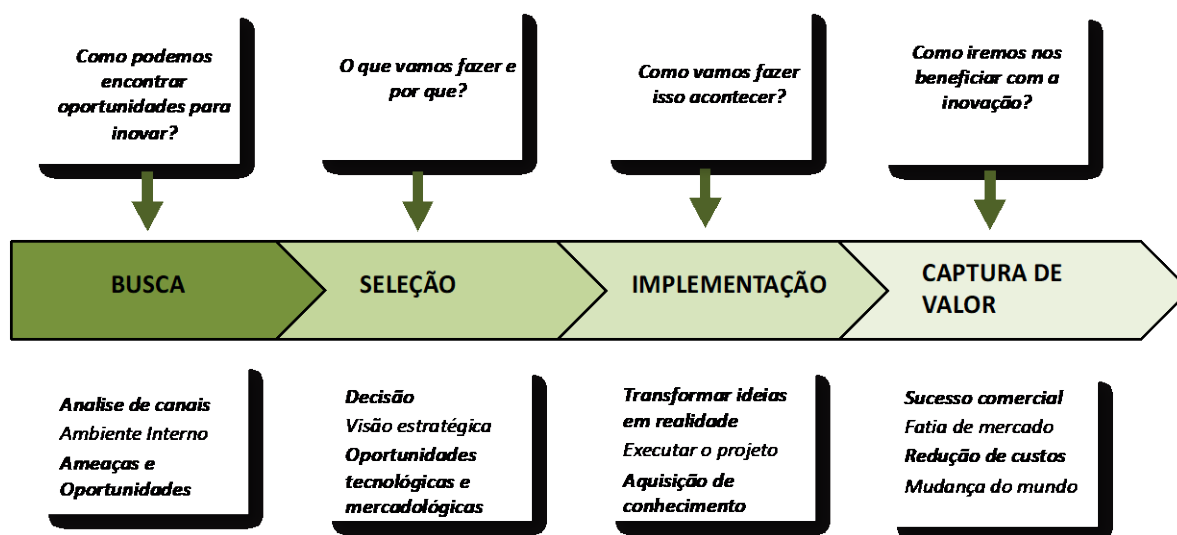 Como podemos
encontrar
oportunidades para
inovar?
O que vamos fazer e
por que?
Como vamos fazer
isso acontecer?
Como iremos nos
beneficiar com a
inovação?
BUSCA
SELEÇÃO
IMPLEMENTAÇÃO
CAPTURA DE
VALOR
Analise de canais
Ambiente Interno
Ameaças e
Oportunidades
Decisão
Visão estratégica
Oportunidades
tecnológicas e
mercadológicas
Transformar ideias
em realidade
Executar o projeto
Aquisição de
conhecimento
Sucesso comercial
Fatia de mercado
Redução de custos
Mudança do mundo